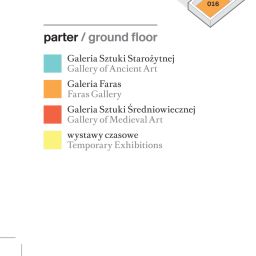 016
parter / ground floor
Galeria Sztuki Starożytnej
Gallery of Ancient Art
Galeria Faras
Faras Gallery
Galeria Sztuki Średniowiecznej
Gallery of Medieval Art
wystawy czasowe
Temporary Exhibitions